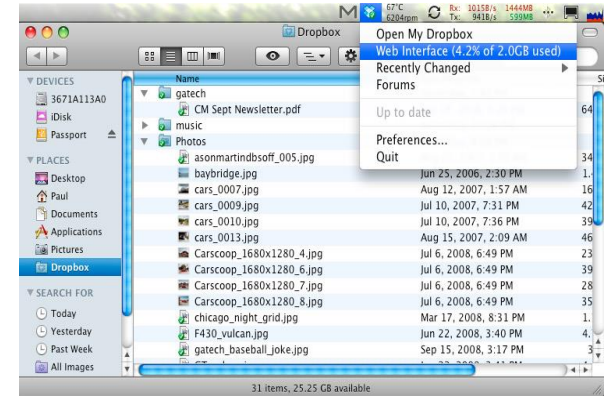 67°C
6204rpm
Rx: 1015B/s 1444MB
Tx: 941B/s 599MB
Dropbox
Open My Dropbox
Web Interface (4.2% of 2.0GB used)
Recently Changed
Forums
Up to date
Preferences...
Quit
DEVICES
3671A113A0
iDisk
Passport
PLACES
Desktop
Paul
Documents
Applications
Pictures
Dropbox
SEARCH FOR
Today
Yesterday
Past Week
All Images
Name
gatech
CM Sept Newsletter.pdf
music
Photos
asonmartindbsoff_005.jpg
baybridge.jpg Jun 25, 2006, 2:30 PM
cars_0007.jpg Aug 12, 2007, 1:57 AM
cars_0009.jpg Jul 10, 2007, 7:31 PM
cars_0010.jpg Jul 10, 2007, 7:36 PM
cars_0013.jpg Aug 15, 2007, 2:09 AM
Carscoop_1680x1280_4.jpg Jul 6, 2008, 6:49 PM
Carscoop_1680x1280_6.jpg Jul 6, 2008, 6:49 PM
Carscoop_1680x1280_7.jpg Jul 6, 2008, 6:49 PM
Carscoop_1680x1280_8.jpg Jul 6, 2008, 6:49 PM
chicago_night_grid.jpg Mar 17, 2008, 8:31 PM
F430_vulcan.jpg Jun 22, 2008, 3:40 PM
gatech_baseball_joke.jpg Sep 15, 2008, 3:17 PM
31 items, 25.25 GB available